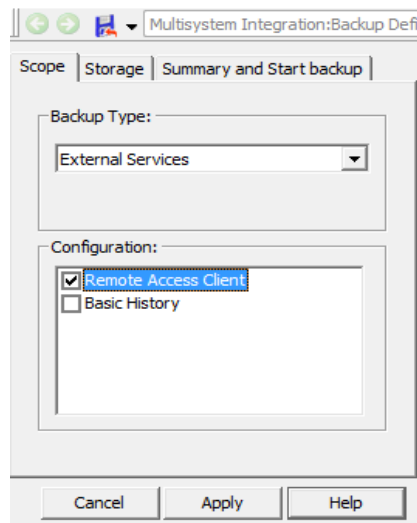 Multisystem Integration:Backup Defi
Scope Storage Summary and Start backup
Backup Type:
External Services
Configuration:
Remote Access Client
Basic History
Cancel Apply Help